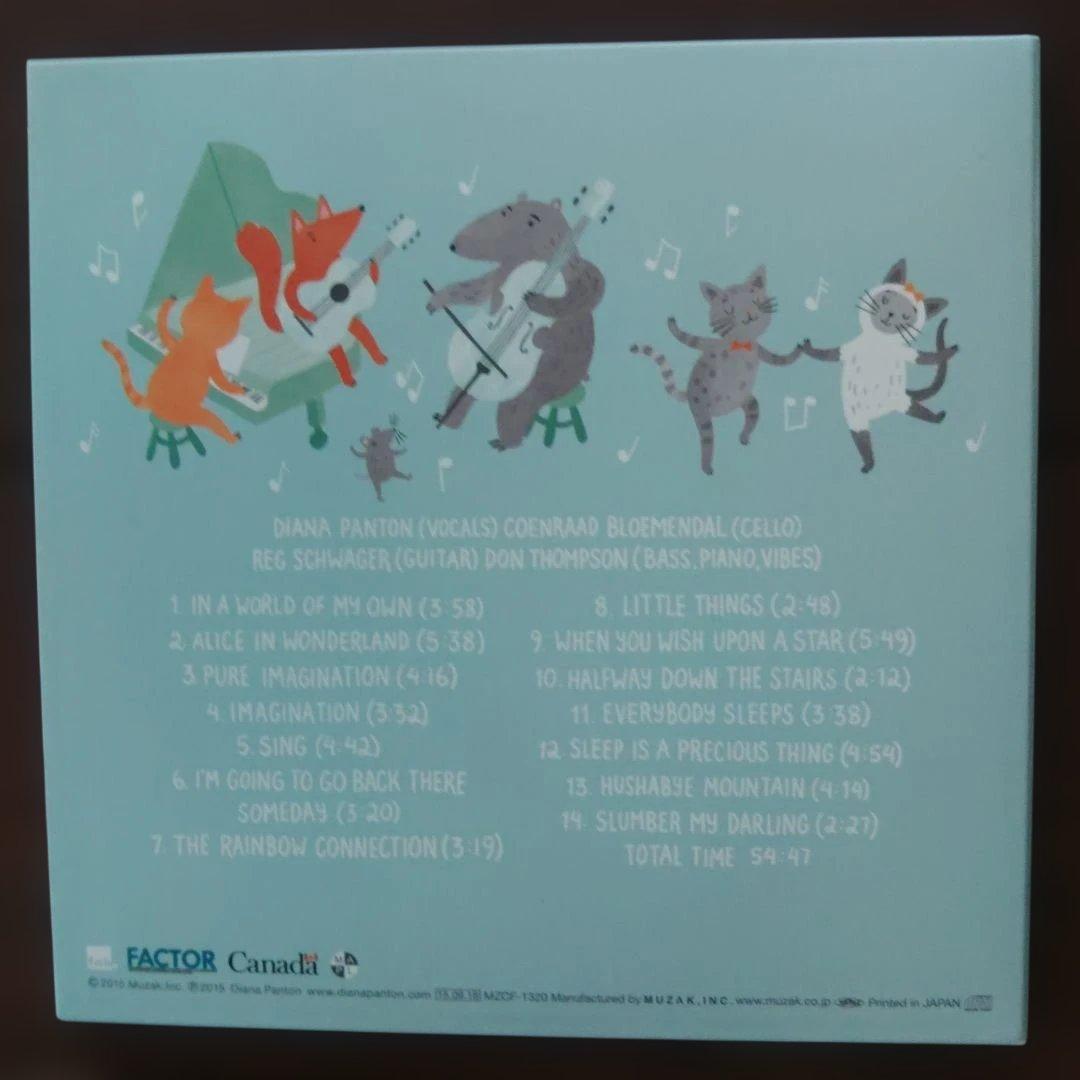 DIANA PANTON (VOCALS) COENRAAD BLOEMENDAL (CELLO)
REG SCHWAGER (GUITAR) DON THOMPSON (BASS, PIANO, VIBES)
1. IN A WORLD OF MY OWN (3:58)
2. ALICE IN WONDERLAND (5:38)
3. PURE IMAGINATION (4:16)
4. IMAGINATION (3:32)
5. SING (4:42)
6. I'M GOING TO GO BACK THERE
SOMEDAY (3:20)
7. THE RAINBOW CONNECTION (3:19)
8. LITTLE THINGS (2:48)
9. WHEN YOU WISH UPON A STAR (5:49)
10. HALFWAY DOWN THE STAIRS (2:12)
11. EVERYBODY SLEEPS (3:38)
12. SLEEP IS A PRECIOUS THING (4:54)
13. HUSHABYE MOUNTAIN (4:19)
14. SLUMBER MY DARLING (2:27)
TOTAL TIME 54:47
FACTOR Canada
©2015 Muzak, Inc. ℗2015 Diana Panton www.dianapanton.com MZCF-1320 Manufactured by MUZAK, INC. www.muzak.co.jp Printed in JAPAN